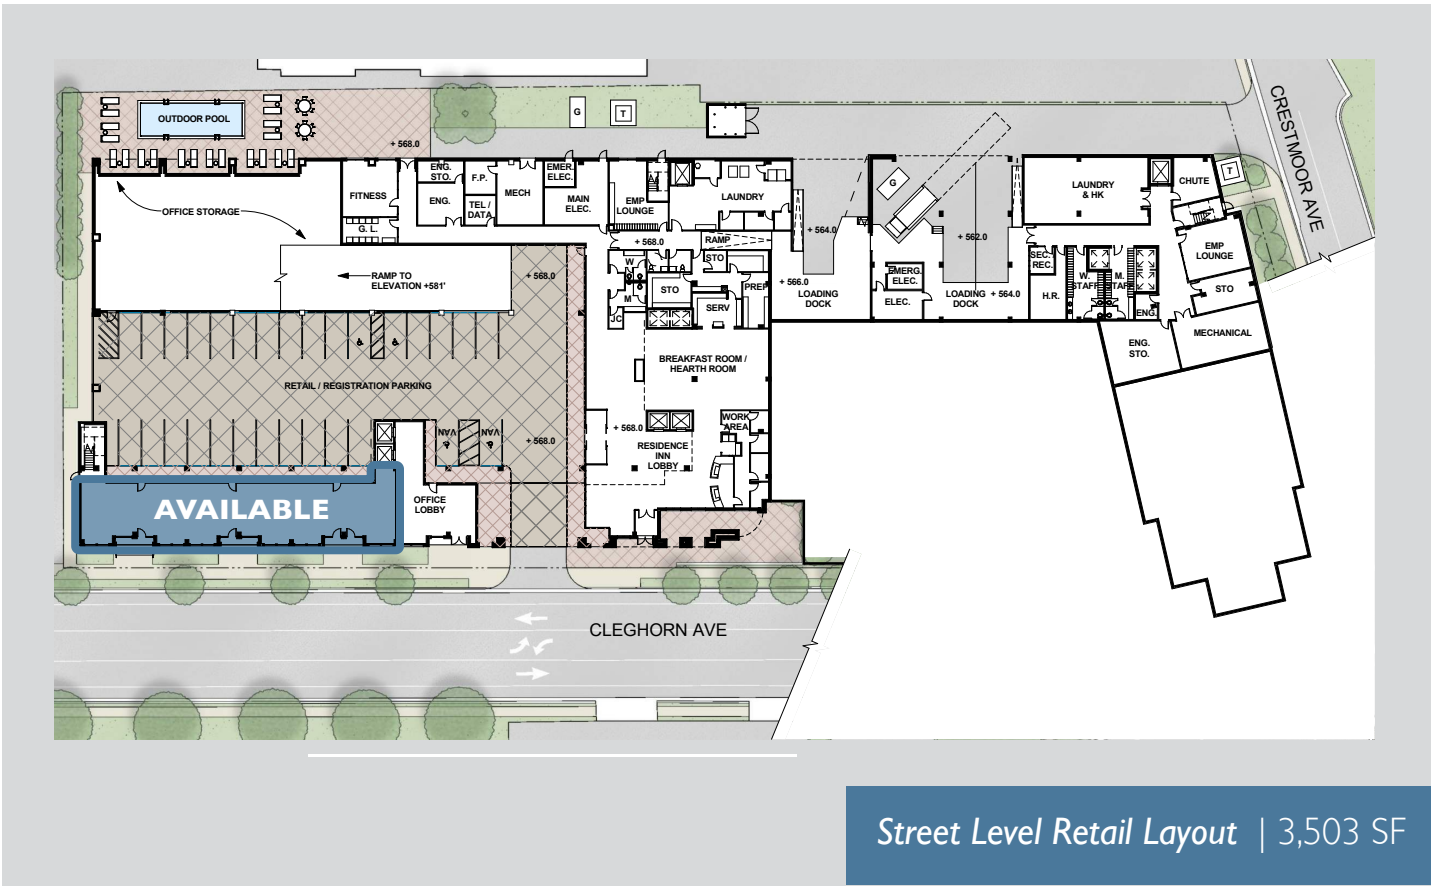 CRESTMOOR AVE
OUTDOOR POOL
G
T
+ 568.0
OFFICE STORAGE
FITNESS
G. L.
ENG.
STO.
ENG.
F.P.
TEL /
DATA
MECH
EMER.
ELEC.
MAIN
ELEC.
EMP
LOUNGE
LAUNDRY
G
LAUNDRY
& HK
CHUTE
T
+ 564.0
+ 562.0
+ 568.0
RAMP
STO
EMP
LOUNGE
RAMP TO
ELEVATION +581'
+ 568.0
W
M
JC
STO
SERV
PREP
+ 566.0
LOADING
DOCK
EMERG.
ELEC.
ELEC.
LOADING
DOCK
+ 564.0
SEC.
REC.
H.R.
W.
STAFF
M.
STAFF
ENG.
STO
MECHANICAL
ENG.
STO.
RETAIL / REGISTRATION PARKING
BREAKFAST ROOM /
HEARTH ROOM
VAN
VAN
+ 568.0
+ 568.0
WORK
AREA
RESIDENCE
INN
LOBBY
AVAILABLE
OFFICE
LOBBY
CLEGHORN AVE
Street Level Retail Layout | 3,503 SF